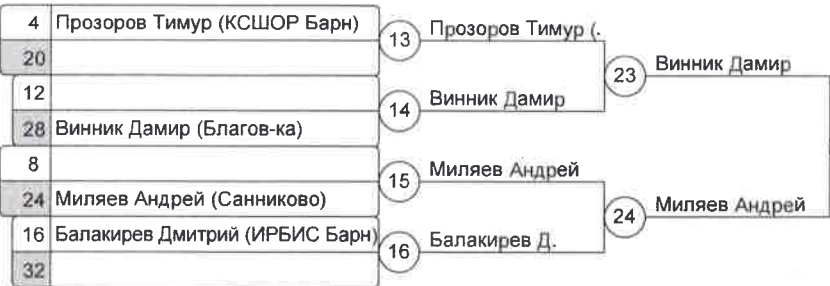 4 Прозоров Тимур (КСШОР Барн)
20
13 Прозоров Тимур (.
12
28 Винник Дамир (Благов-ка)
14 Винник Дамир
23 Винник Дамир
8
24 Миляев Андрей (Санниково)
15 Миляев Андрей
16 Балакирев Дмитрий (ИРБИС Барн)
32
16 Балакирев Д.
24 Миляев Андрей